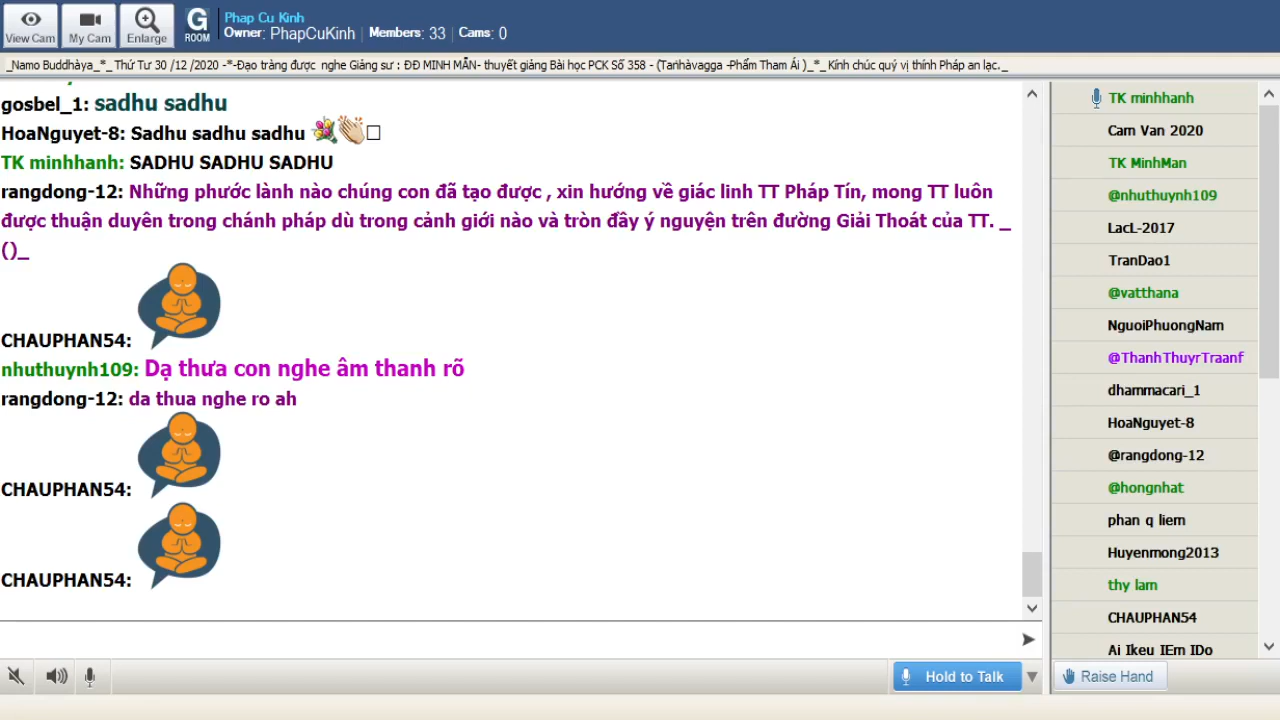 View Cam
My Cam
Enlarge
G
ROOM
Phap Cu Kinh
Owner: PhapCuKinh | Members: 33 | Cams: 0
_Namo Buddhàya_*_ Thứ Tư 30 /12 /2020 -*-Đạo tràng được nghe Giảng sư : ĐĐ MINH MẪN- thuyết giảng Bài học PCK Số 358 - (Taṅhàvagga -Phẩm Tham Ái )_*_ Kính chúc quý vị thính Pháp an lạc._
gosbel_1: sadhu sadhu
HoaNguyet-8: Sadhu sadhu sadhu
TK minhhanh: SADHU SADHU SADHU
rangdong-12: Những phước lành nào chúng con đã tạo được , xin hướng về giác linh TT Pháp Tín, mong TT luôn
được thuận duyên trong chánh pháp dù trong cảnh giới nào và tròn đầy ý nguyện trên đường Giải Thoát của TT. _
()_
CHAUPHAN54:
nhuthuynh109: Dạ thưa con nghe âm thanh rõ
rangdong-12: da thua nghe ro ah
CHAUPHAN54:
CHAUPHAN54:
Hold to Talk
TK minhhanh
Cam Van 2020
TK MinhMan
@nhuthuynh109
LacL-2017
TranDao1
@vatthana
NguoiPhuongNam
@ThanhThuyrTraanf
dhammacari_1
HoaNguyet-8
@rangdong-12
@hongnhat
phan q liem
Huyenmong2013
thy lam
CHAUPHAN54
Ai Ikeu IEm IDo
Raise Hand